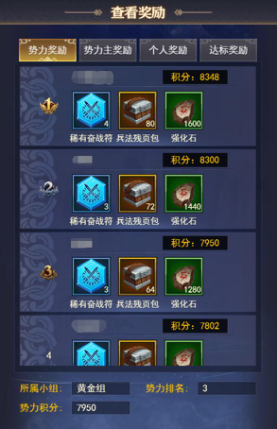 查看奖励
势力奖励 势力主奖励 个人奖励 达标奖励
积分：8348
1
4 80 1600
稀有奋战符 兵法残页包 强化石
积分：8300
2
3 72 1440
稀有奋战符 兵法残页包 强化石
积分：7950
3
2 64 1280
稀有奋战符 兵法残页包 强化石
积分：7802
4
所属小组： 黄金组 势力排名： 3
势力积分： 7950